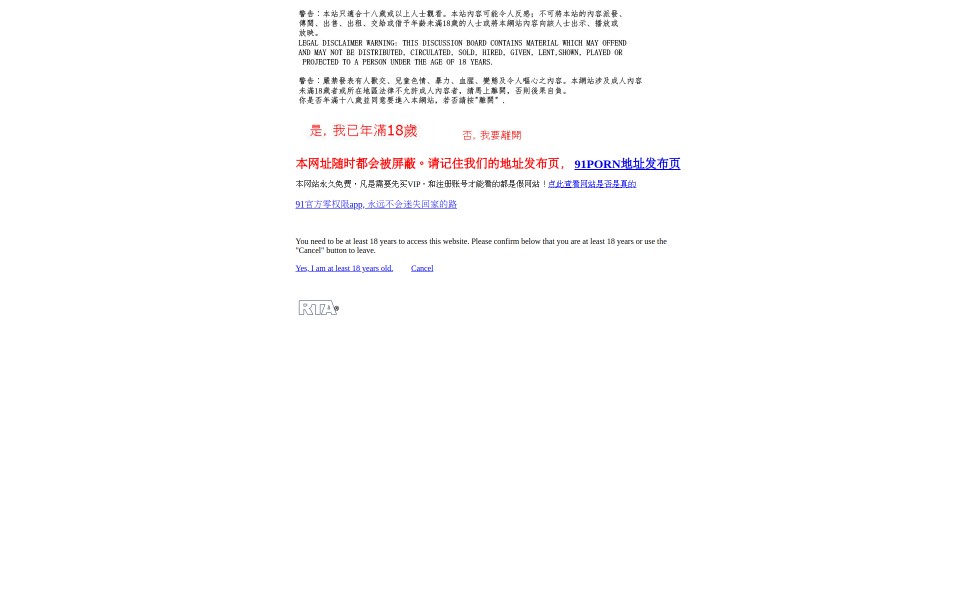 警告：本站只適合十八歲或以上人士觀看。本站內容可能令人反感；不可將本站的內容派發、
傳閱、出售、出租、交給或借予年齡未滿18歲的人士或將本網站內容向該人士出示、播放或
放映。
LEGAL DISCLAIMER WARNING: THIS DISCUSSION BOARD CONTAINS MATERIAL WHICH MAY OFFEND
AND MAY NOT BE DISTRIBUTED, CIRCULATED, SOLD, HIRED, GIVEN, LENT,SHOWN, PLAYED OR
PROJECTED TO A PERSON UNDER THE AGE OF 18 YEARS.
警告：嚴禁發表有人獸交、兒童色情、暴力、血腥、變態及令人嘔心之內容。本網站涉及成人內容
未滿18歲者或所在地區法律不允許成人內容者，請馬上離開，否則後果自負。
你是否年滿十八歲並同意要進入本網站，若否請按"離開" .
是, 我已年滿18歲 否, 我要離開
本网址随时都会被屏蔽。请记住我们的地址发布页， 91PORN地址发布页
本网站永久免费，凡是需要先买VIP，和注册账号才能看的都是假网站！点此查看网站是否是真的
91官方零权限app, 永远不会迷失回家的路
You need to be at least 18 years to access this website. Please confirm below that you are at least 18 years or use the
"Cancel" button to leave.
Yes, I am at least 18 years old. Cancel
RTA